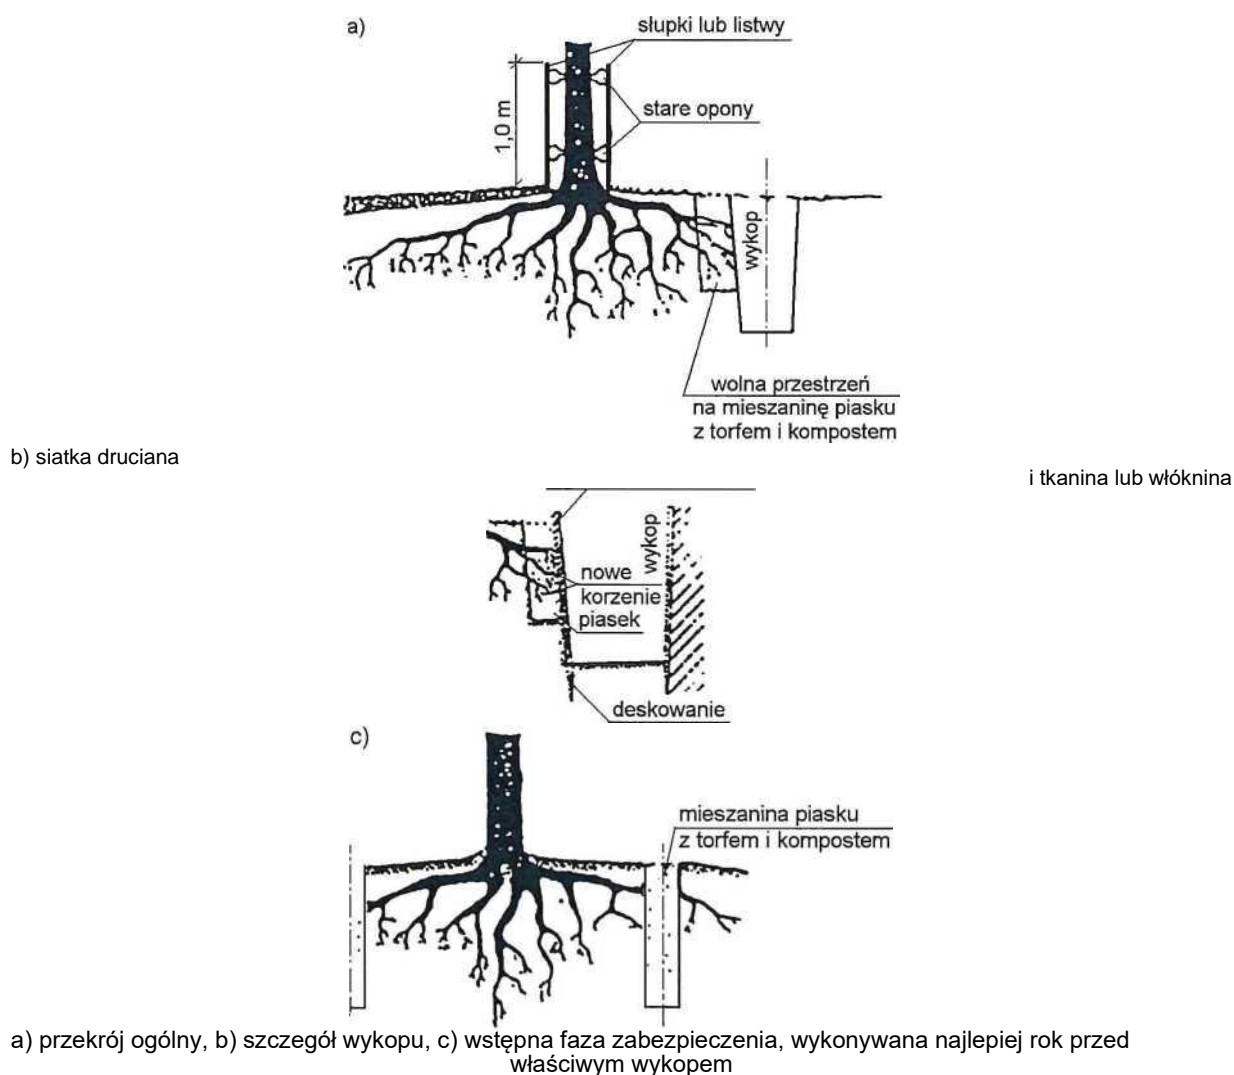 a)
słupki lub listwy
stare opony
1,0 m
wykop
wolna przestrzeń
na mieszaninę piasku
z torfem i kompostem
b) siatka druciana
i tkanina lub włóknina
wykop
nowe
korzenie
piasek
deskowanie
c)
mieszanina piasku
z torfem i kompostem
a) przekrój ogólny, b) szczegół wykopu, c) wstępna faza zabezpieczenia, wykonywana najlepiej rok przed
właściwym wykopem